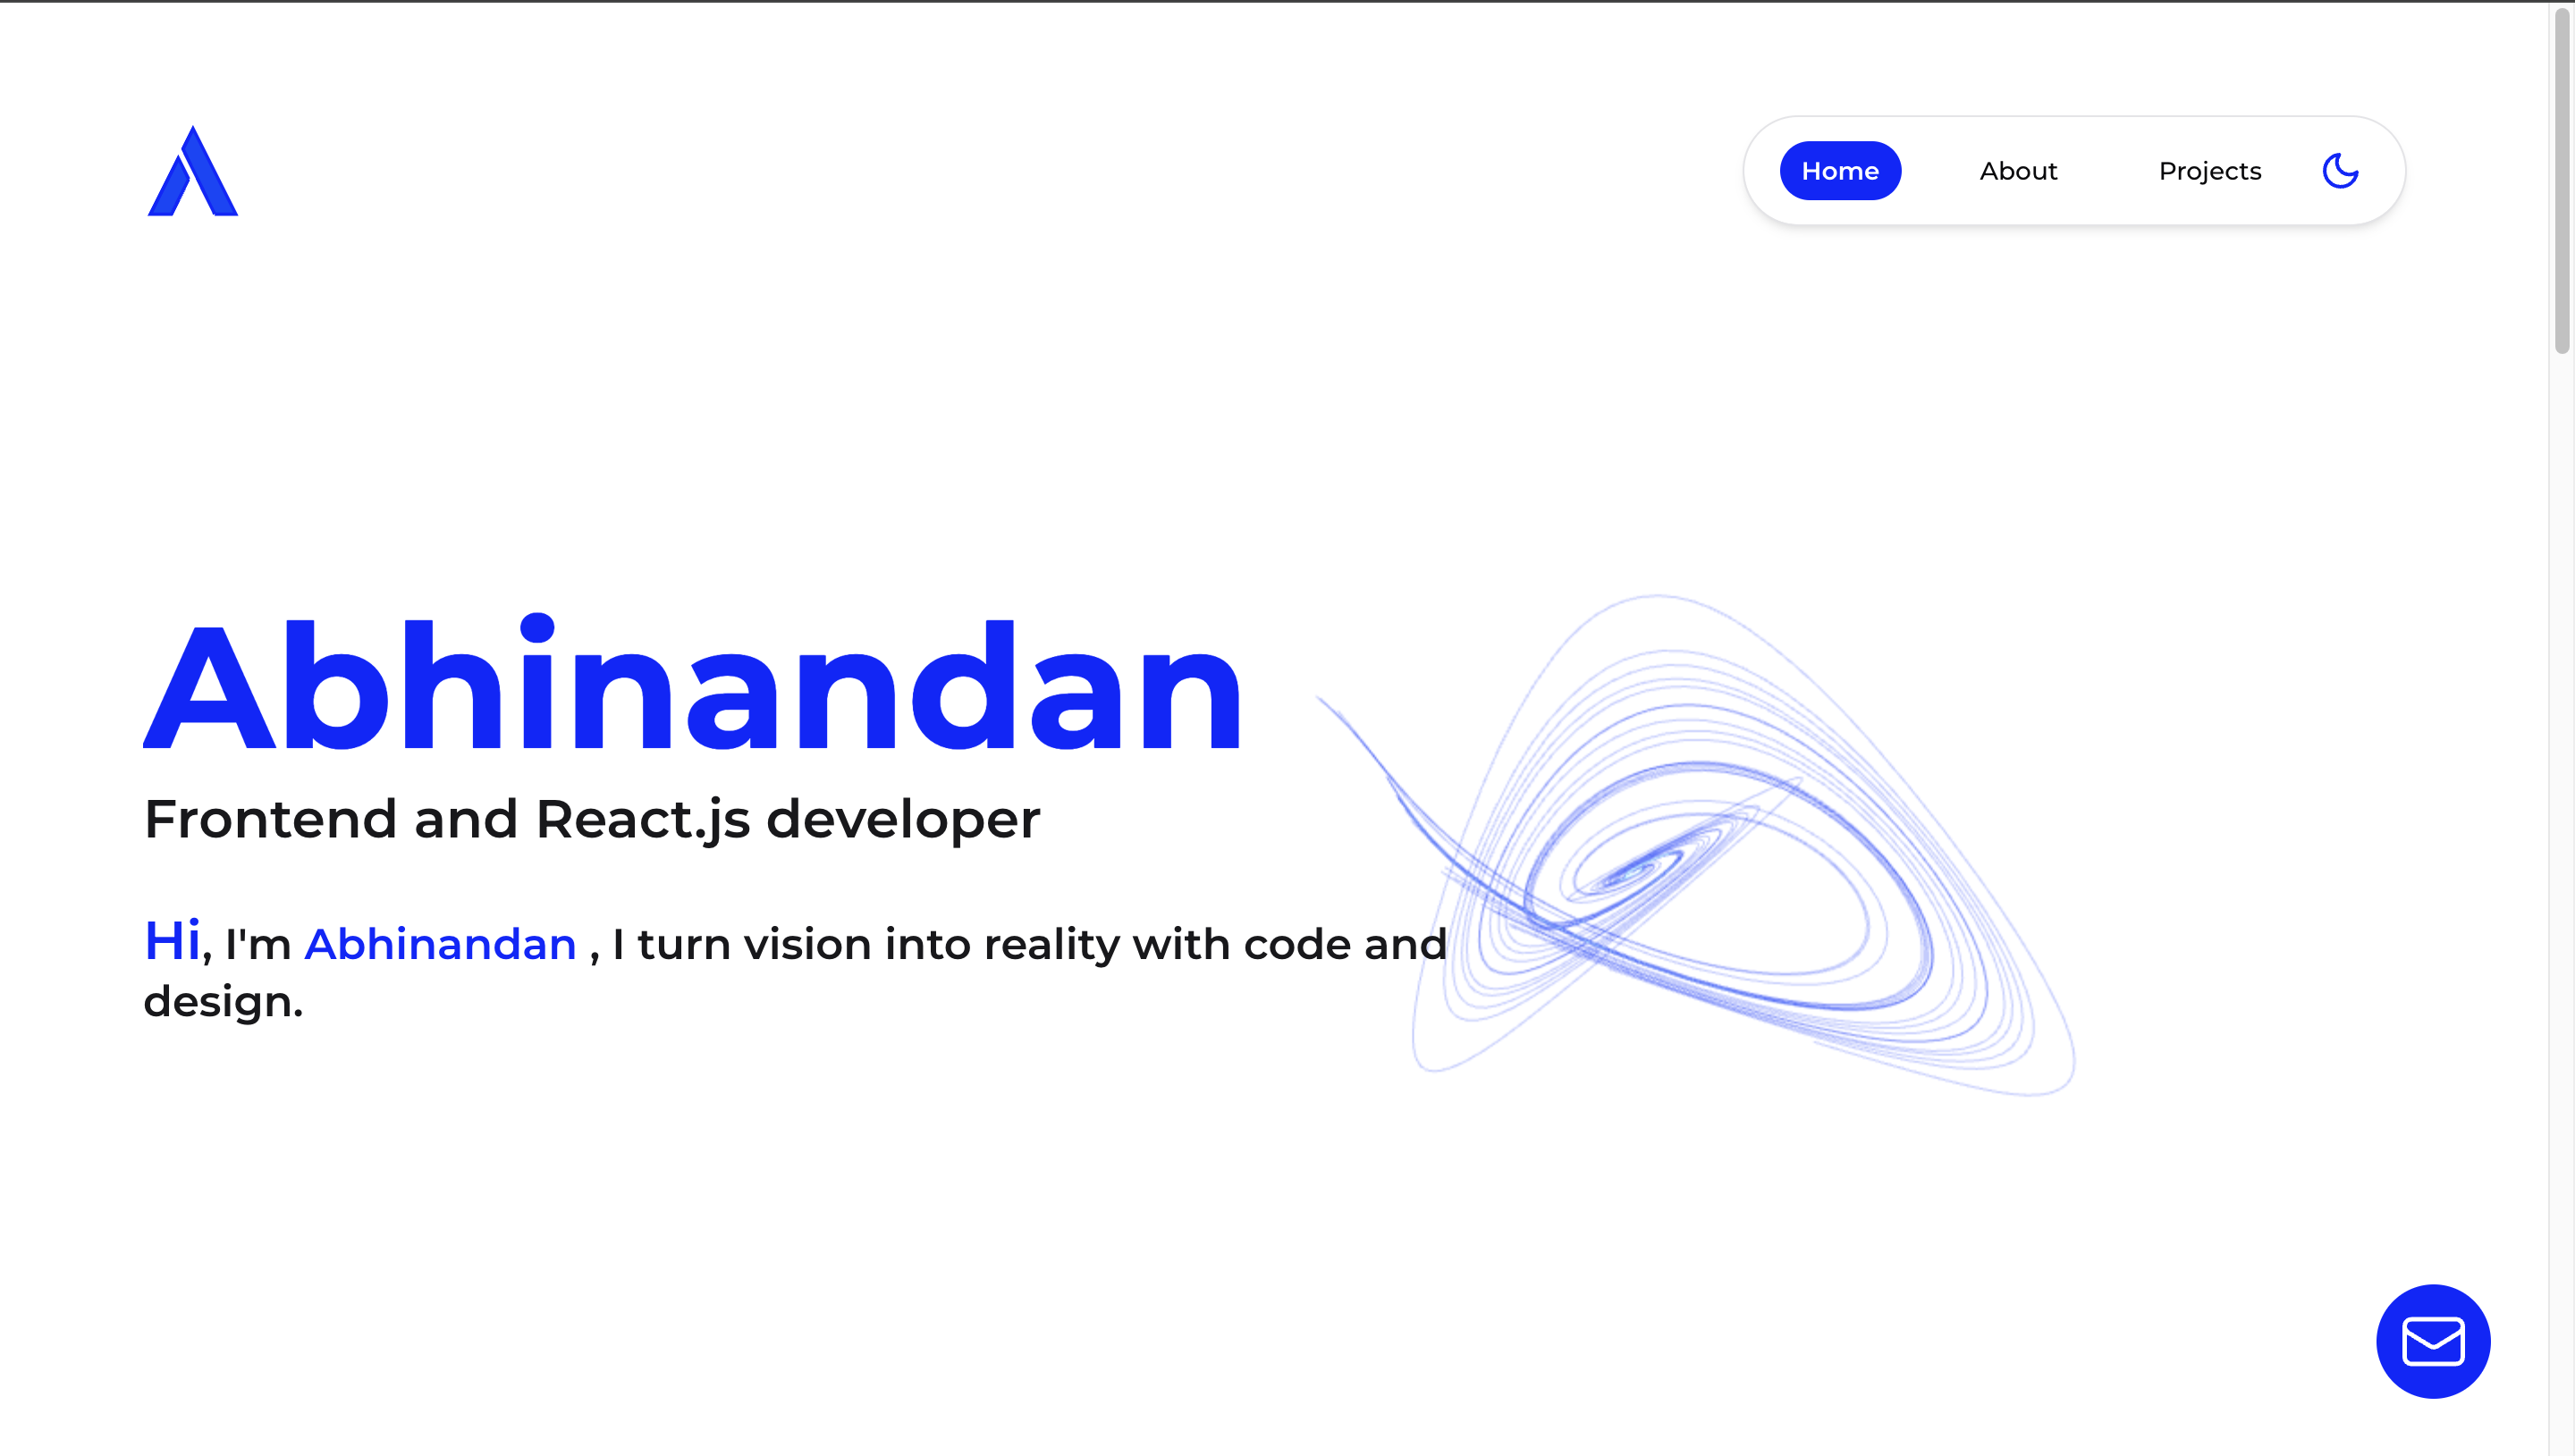 Home About Projects
Abhinandan
Frontend and React.js developer
Hi, I'm Abhinandan , I turn vision into reality with code and
design.